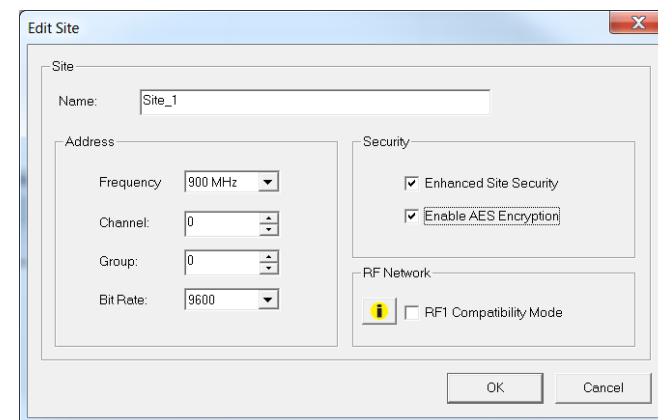 Edit Site
Site
Name: Site_1
Address
Frequency 900 MHz
Channel: 0
Group: 0
Bit Rate: 9600
Security
Enhanced Site Security
Enable AES Encryption
RF Network
i RF1 Compatibility Mode
OK Cancel